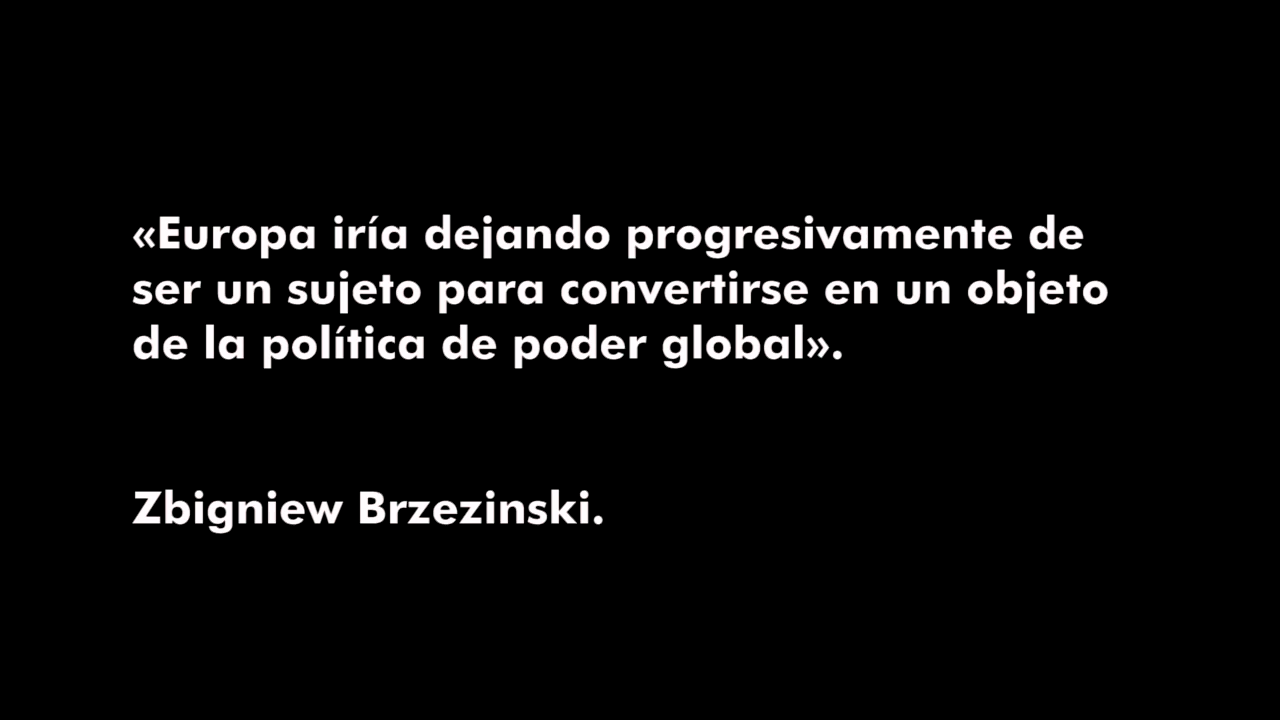 «Europa iría dejando progresivamente de
ser un sujeto para convertirse en un objeto
de la política de poder global».
Zbigniew Brzezinski.